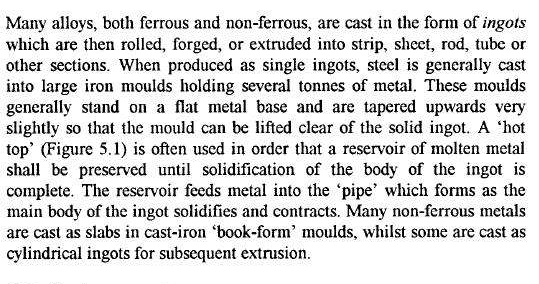 Many alloys, both ferrous and non-ferrous, are cast in the form of ingots
which are then rolled, forged, or extruded into strip, sheet, rod, tube or
other sections. When produced as single ingots, steel is generally cast
into large iron moulds holding several tonnes of metal. These moulds
generally stand on a flat metal base and are tapered upwards very
slightly so that the mould can be lifted clear of the solid ingot. A ‘hot
top’ (Figure 5.1) is often used in order that a reservoir of molten metal
shall be preserved until solidification of the body of the ingot is
complete. The reservoir feeds metal into the ‘pipe’ which forms as the
main body of the ingot solidifies and contracts. Many non-ferrous metals
are cast as slabs in cast-iron ‘book-form’ moulds, whilst some are cast as
cylindrical ingots for subsequent extrusion.